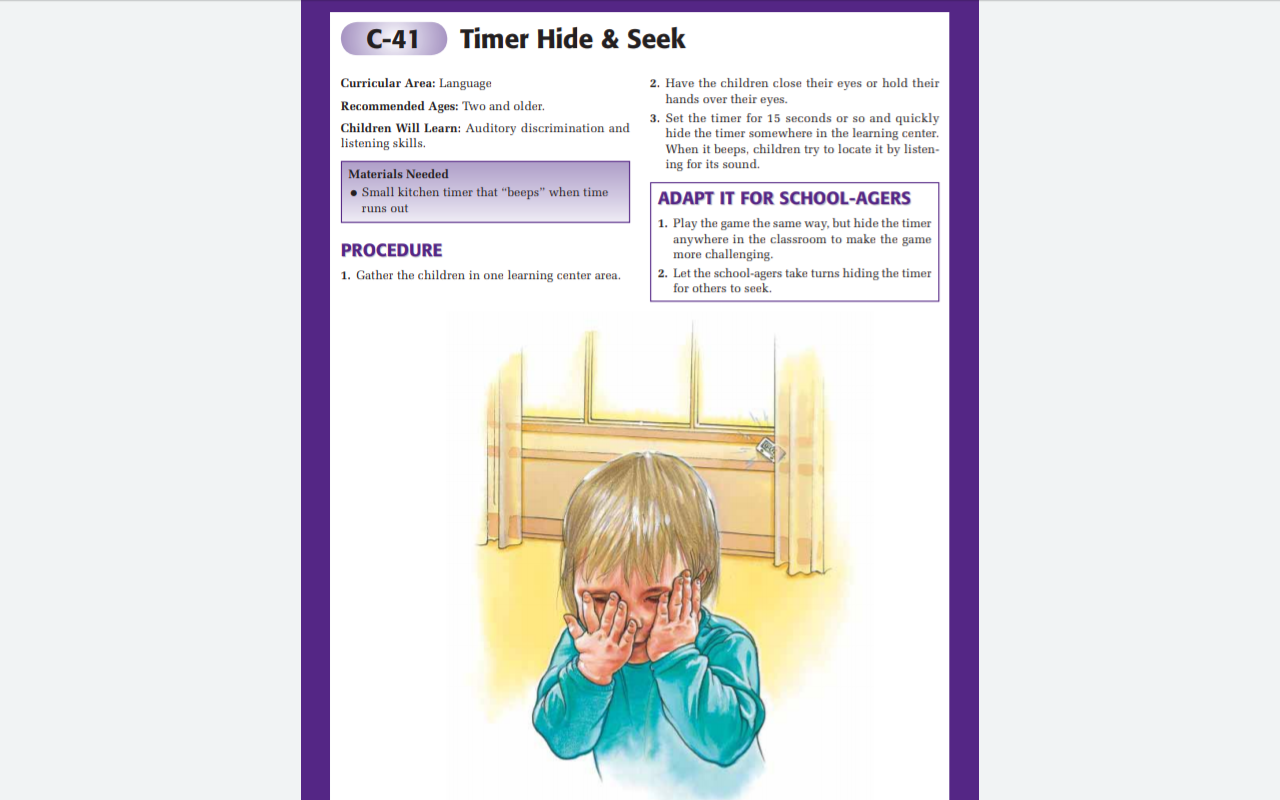 C-41 Timer Hide & Seek
Curricular Area: Language
Recommended Ages: Two and older.
Children Will Learn: Auditory discrimination and
listening skills.
Materials Needed
● Small kitchen timer that “beeps” when time
runs out
PROCEDURE
1. Gather the children in one learning center area.
2. Have the children close their eyes or hold their
hands over their eyes.
3. Set the timer for 15 seconds or so and quickly
hide the timer somewhere in the learning center.
When it beeps, children try to locate it by listen-
ing for its sound.
ADAPT IT FOR SCHOOL-AGERS
1. Play the game the same way, but hide the timer
anywhere in the classroom to make the game
more challenging.
2. Let the school-agers take turns hiding the timer
for others to seek.